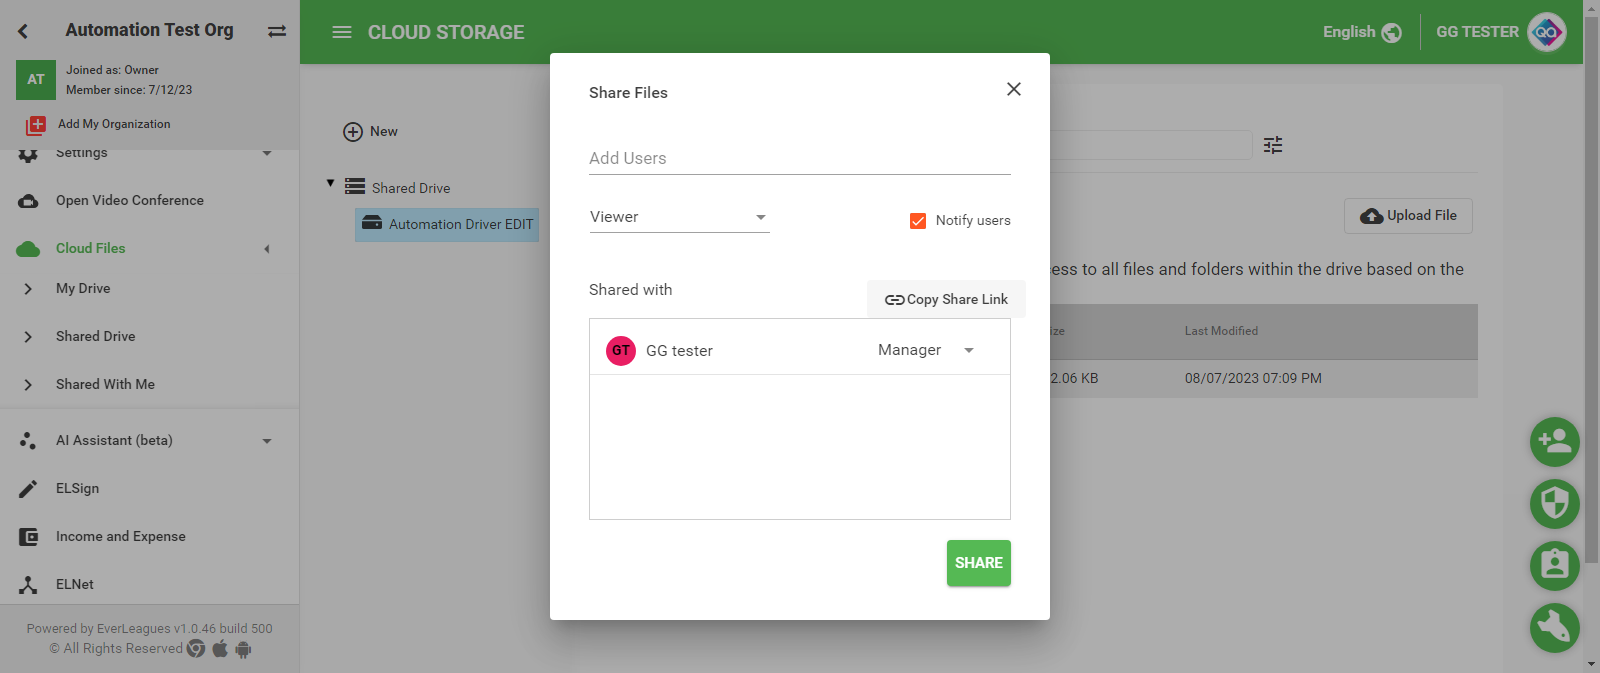 Automation Test Org
AT
Joined as: Owner
Member since: 7/12/23
Add My Organization
Settings
Open Video Conference
Cloud Files
My Drive
Shared Drive
Shared With Me
AI Assistant (beta)
ELSign
Income and Expense
ELNet
Powered by EverLeagues v1.0.46 build 500
© All Rights Reserved
CLOUD STORAGE
English
GG TESTER
QA
New
Shared Drive
Automation Driver EDIT
Share Files
Add Users
Viewer
Notify users
Shared with
Copy Share Link
GT
GG tester
Manager
SHARE
Upload File
to all files and folders within the drive based on the
Last Modified
2.06 KB
08/07/2023 07:09 PM